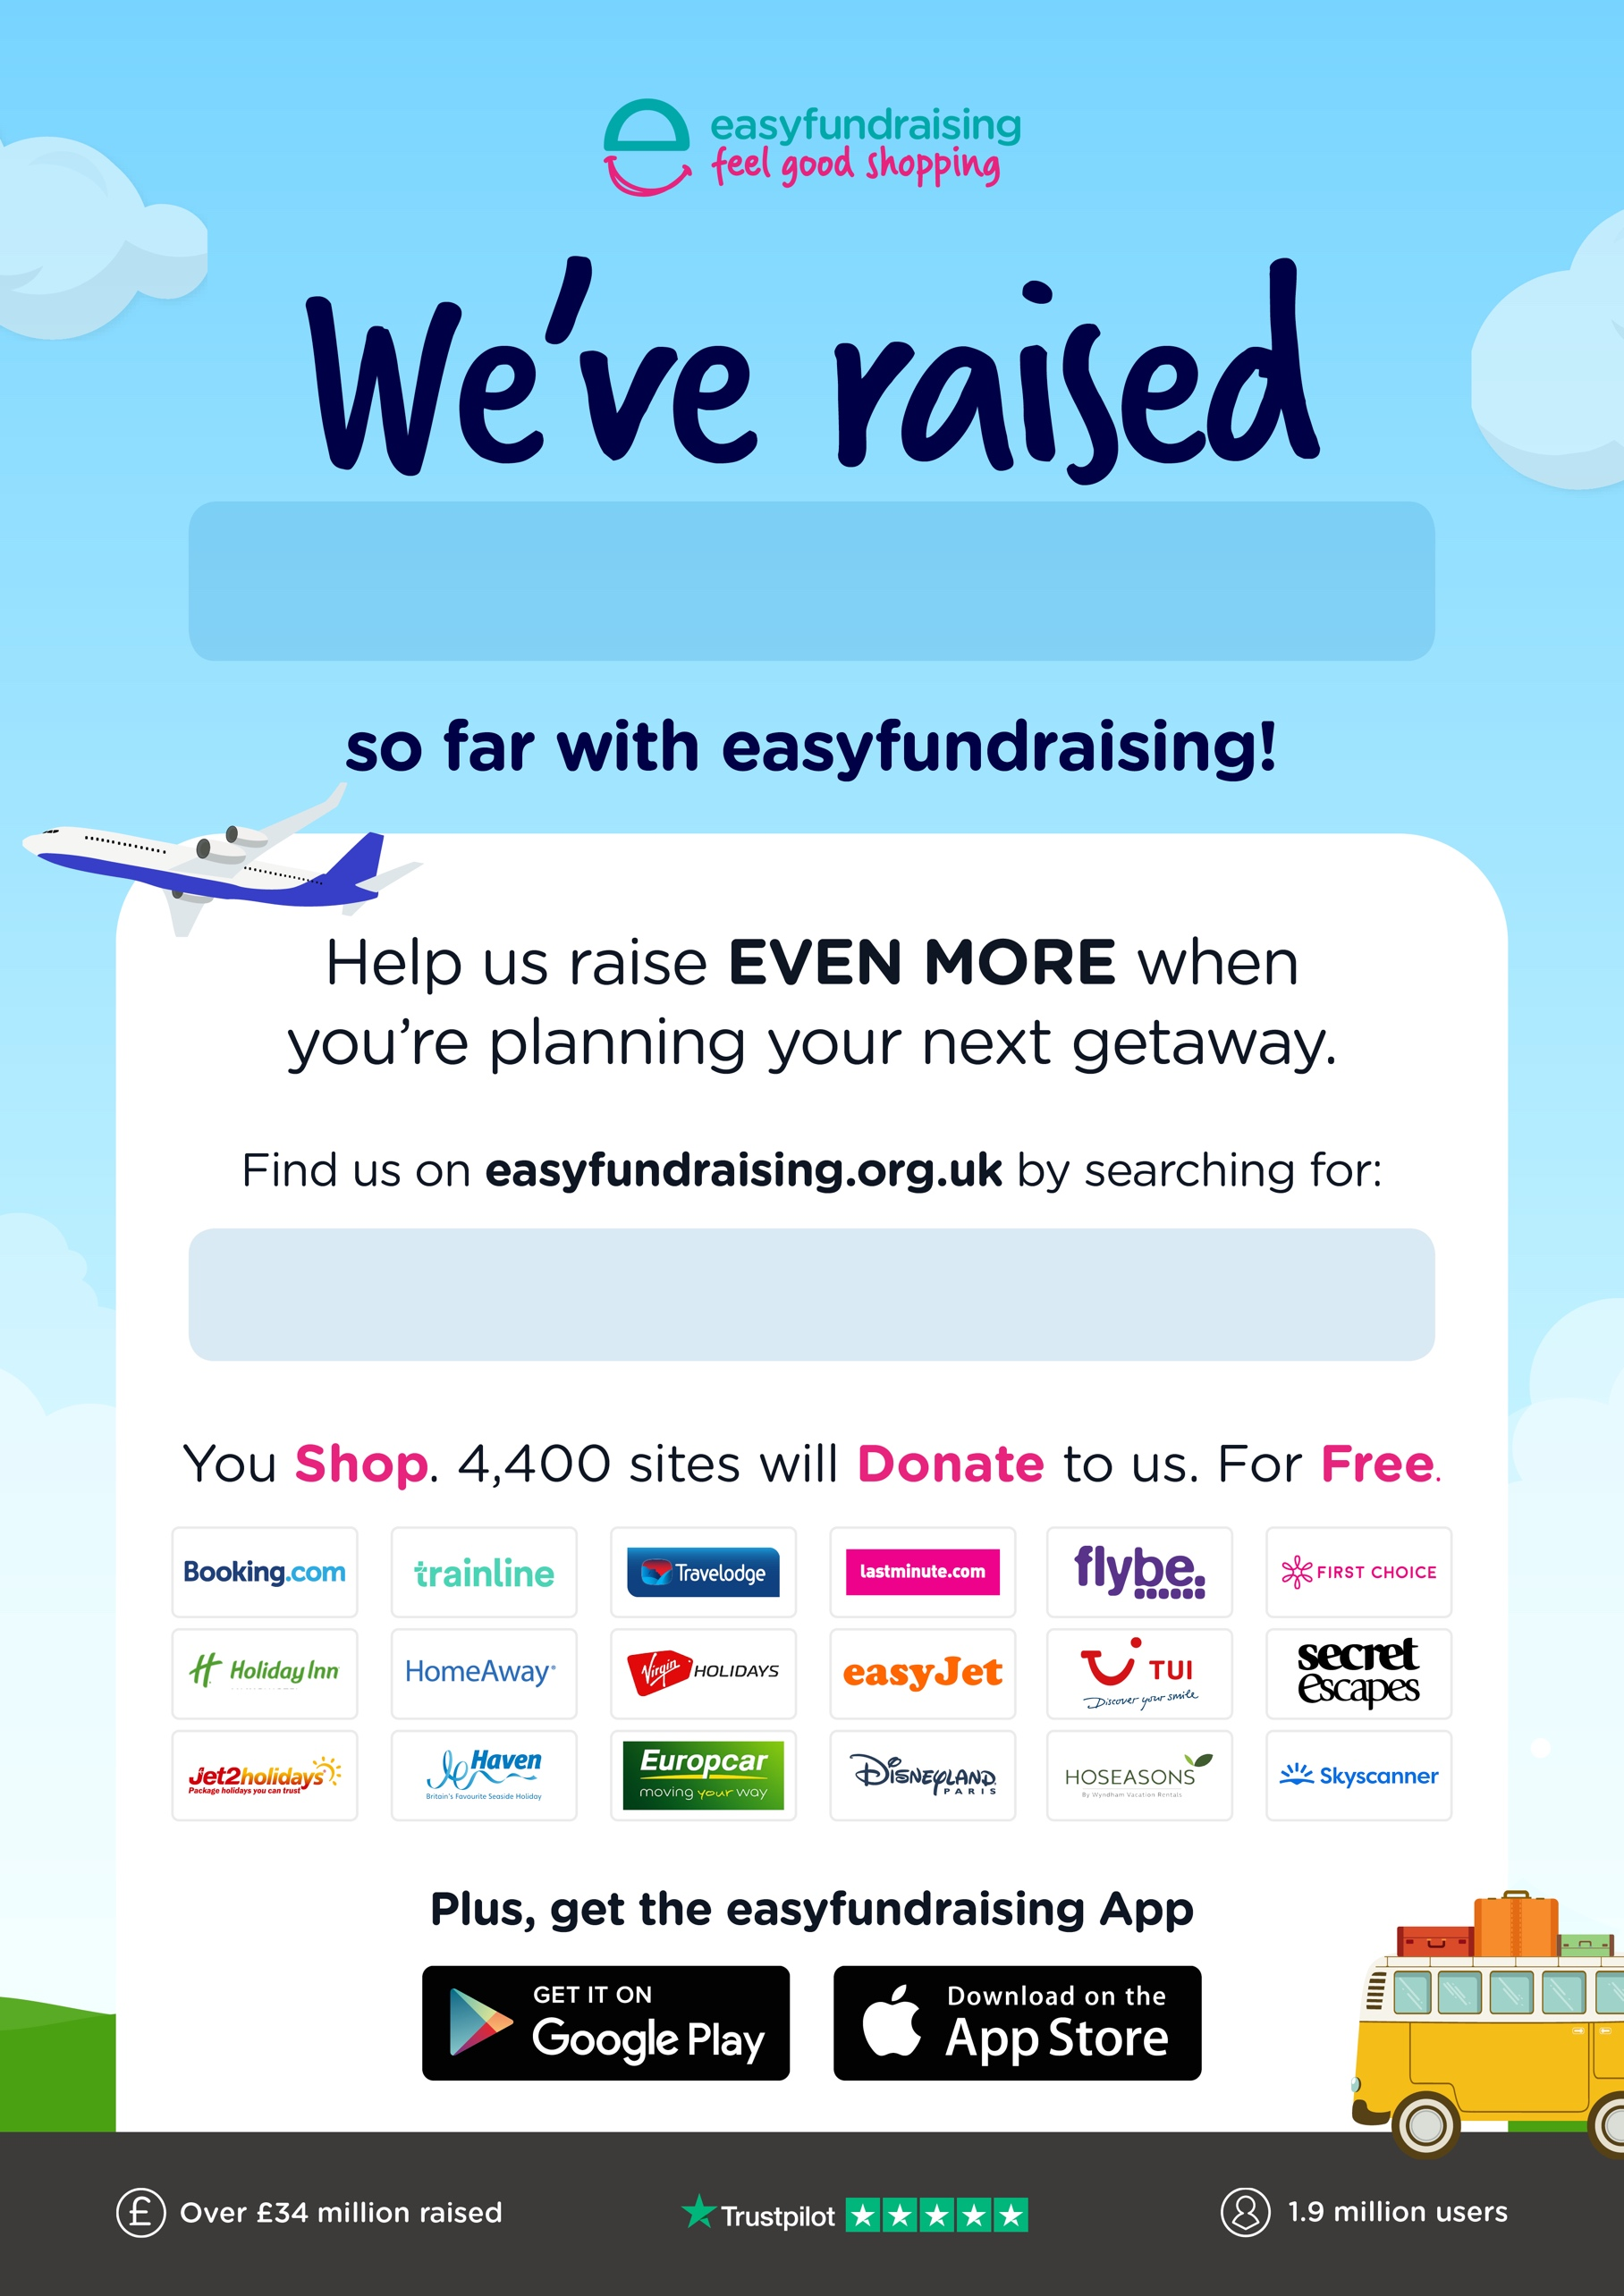 easyfundraising
feel good shopping
We've raised
so far with easyfundraising!
Help us raise EVEN MORE when
you're planning your next getaway.
Find us on easyfundraising.org.uk by searching for:
You Shop. 4,400 sites will Donate to us. For Free.
Booking.com
trainline
Travelodge
lastminute.com
flybe.
FIRST CHOICE
H Holiday Inn
HomeAway
Virgin HOLIDAYS
easyJet
TUI
Discover your smile
secret
escapes
Jet2holidays
Package holidays you can trust
Haven
Britain's Favourite Seaside Holiday
Europcar
moving your way
Disneyland
PARIS
HOSEASONS
By Wyndham Vacation Rentals
Skyscanner
Plus, get the easyfundraising App
GET IT ON
Google Play
Download on the
App Store
£ Over £34 million raised
Trustpilot
1.9 million users